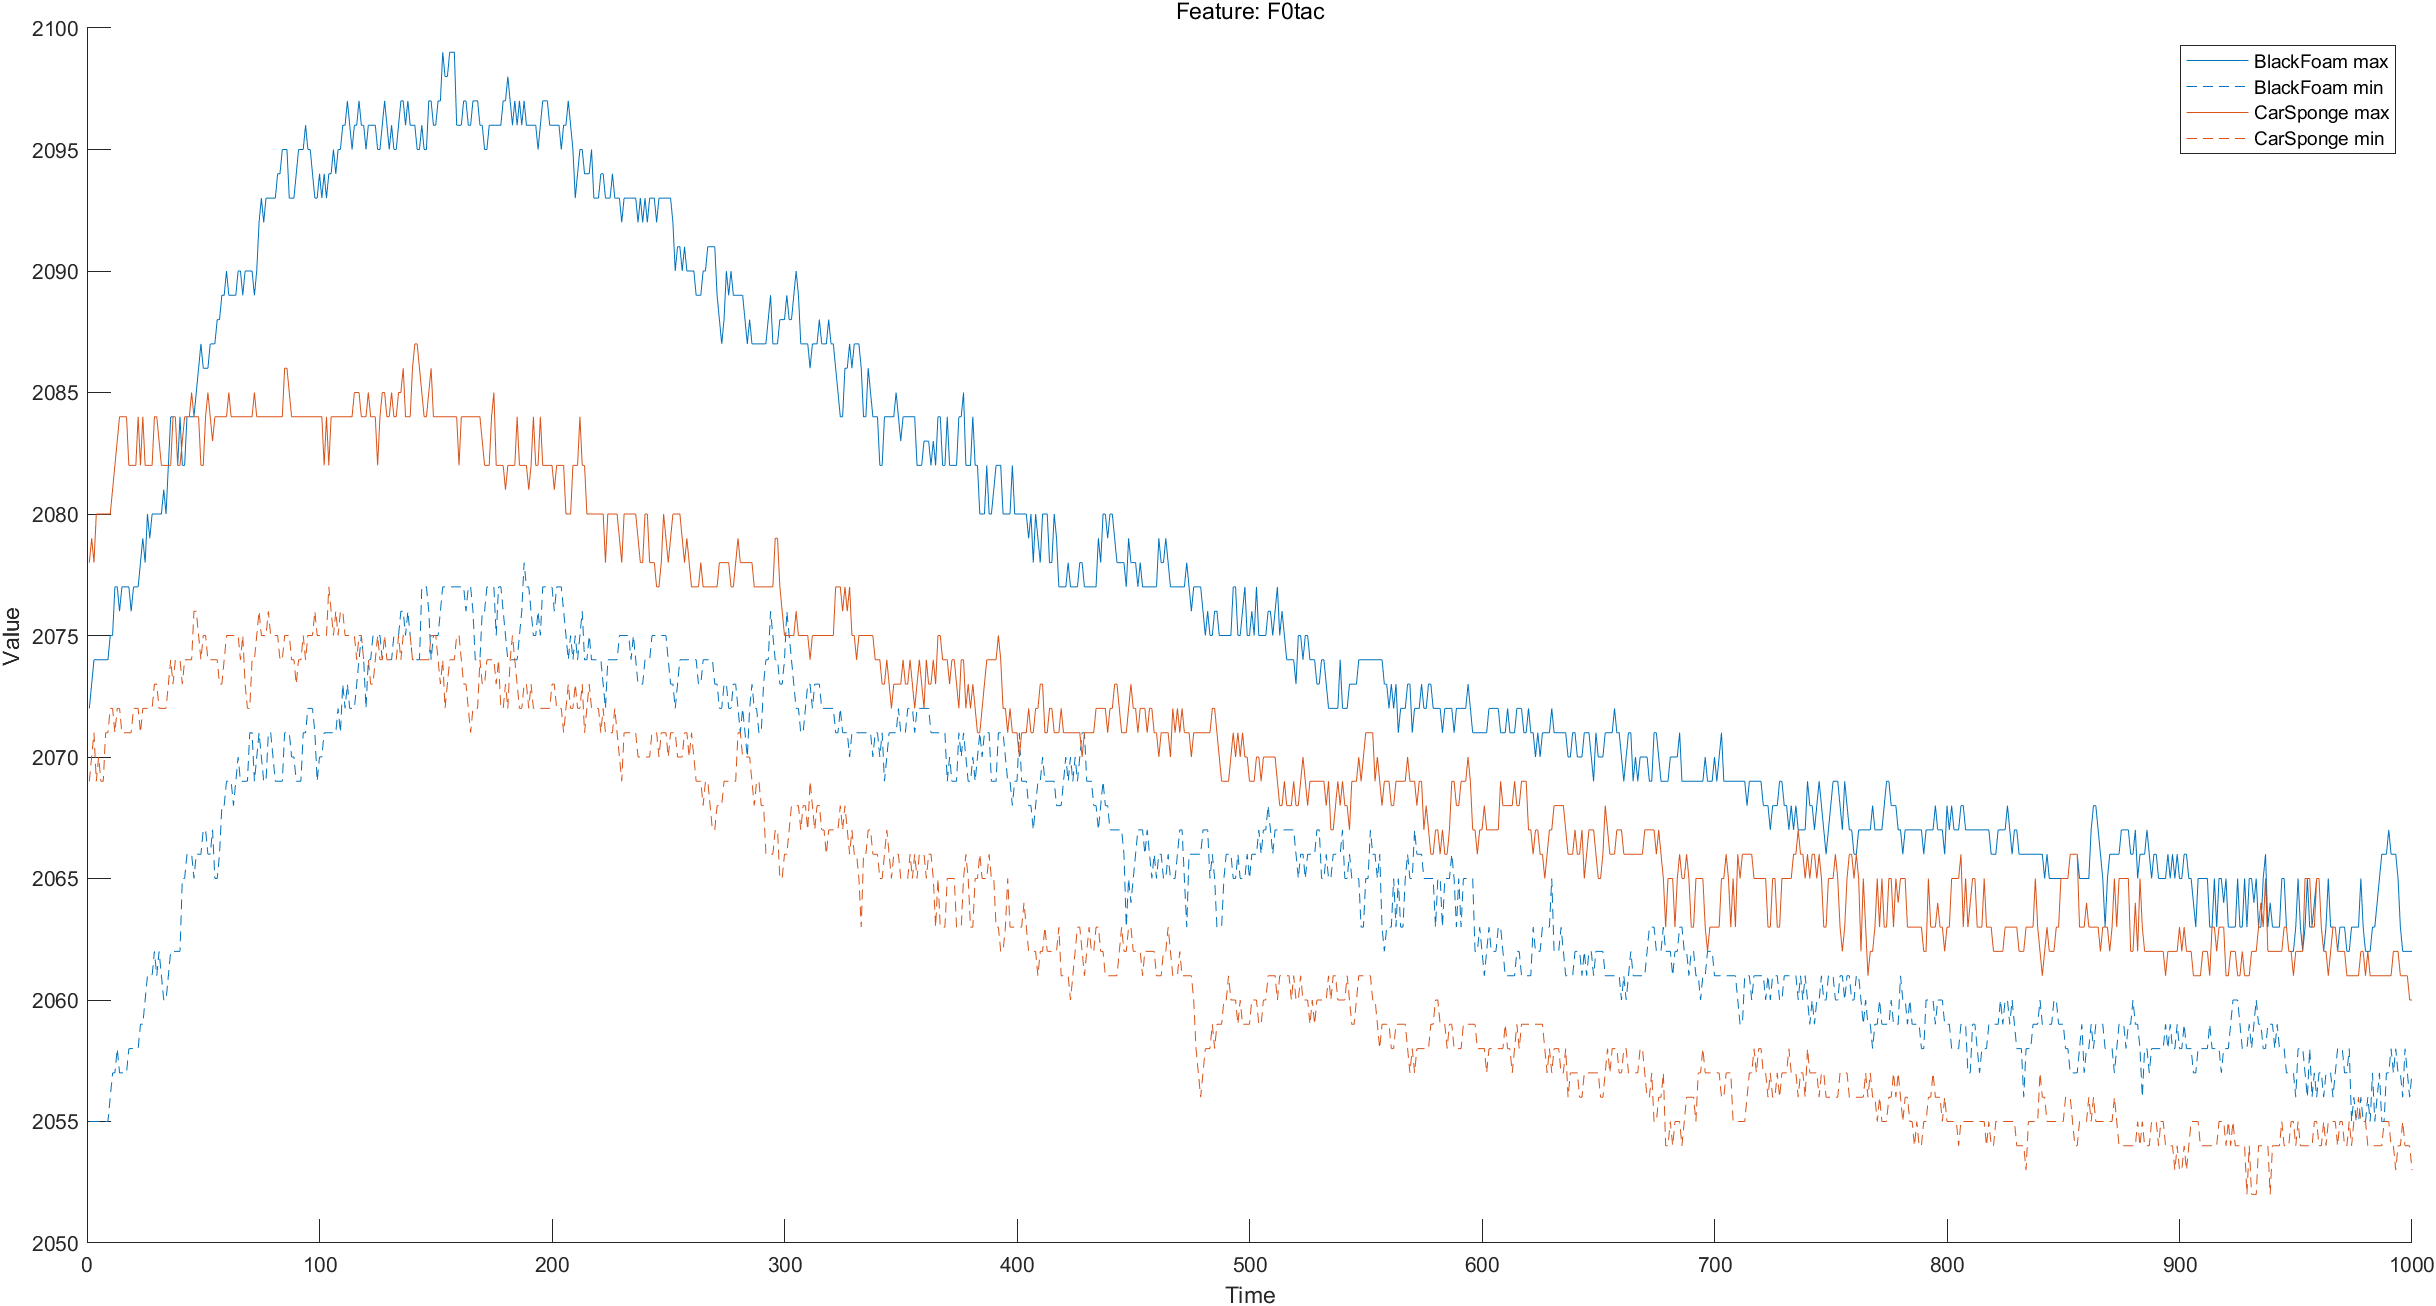 Feature: F0tac
BlackFoam max
BlackFoam min
CarSponge max
CarSponge min
Value
2100
2095
2090
2085
2080
2075
2070
2065
2060
2055
2050
0 100 200 300 400 500 600 700 800 900 1000
Time